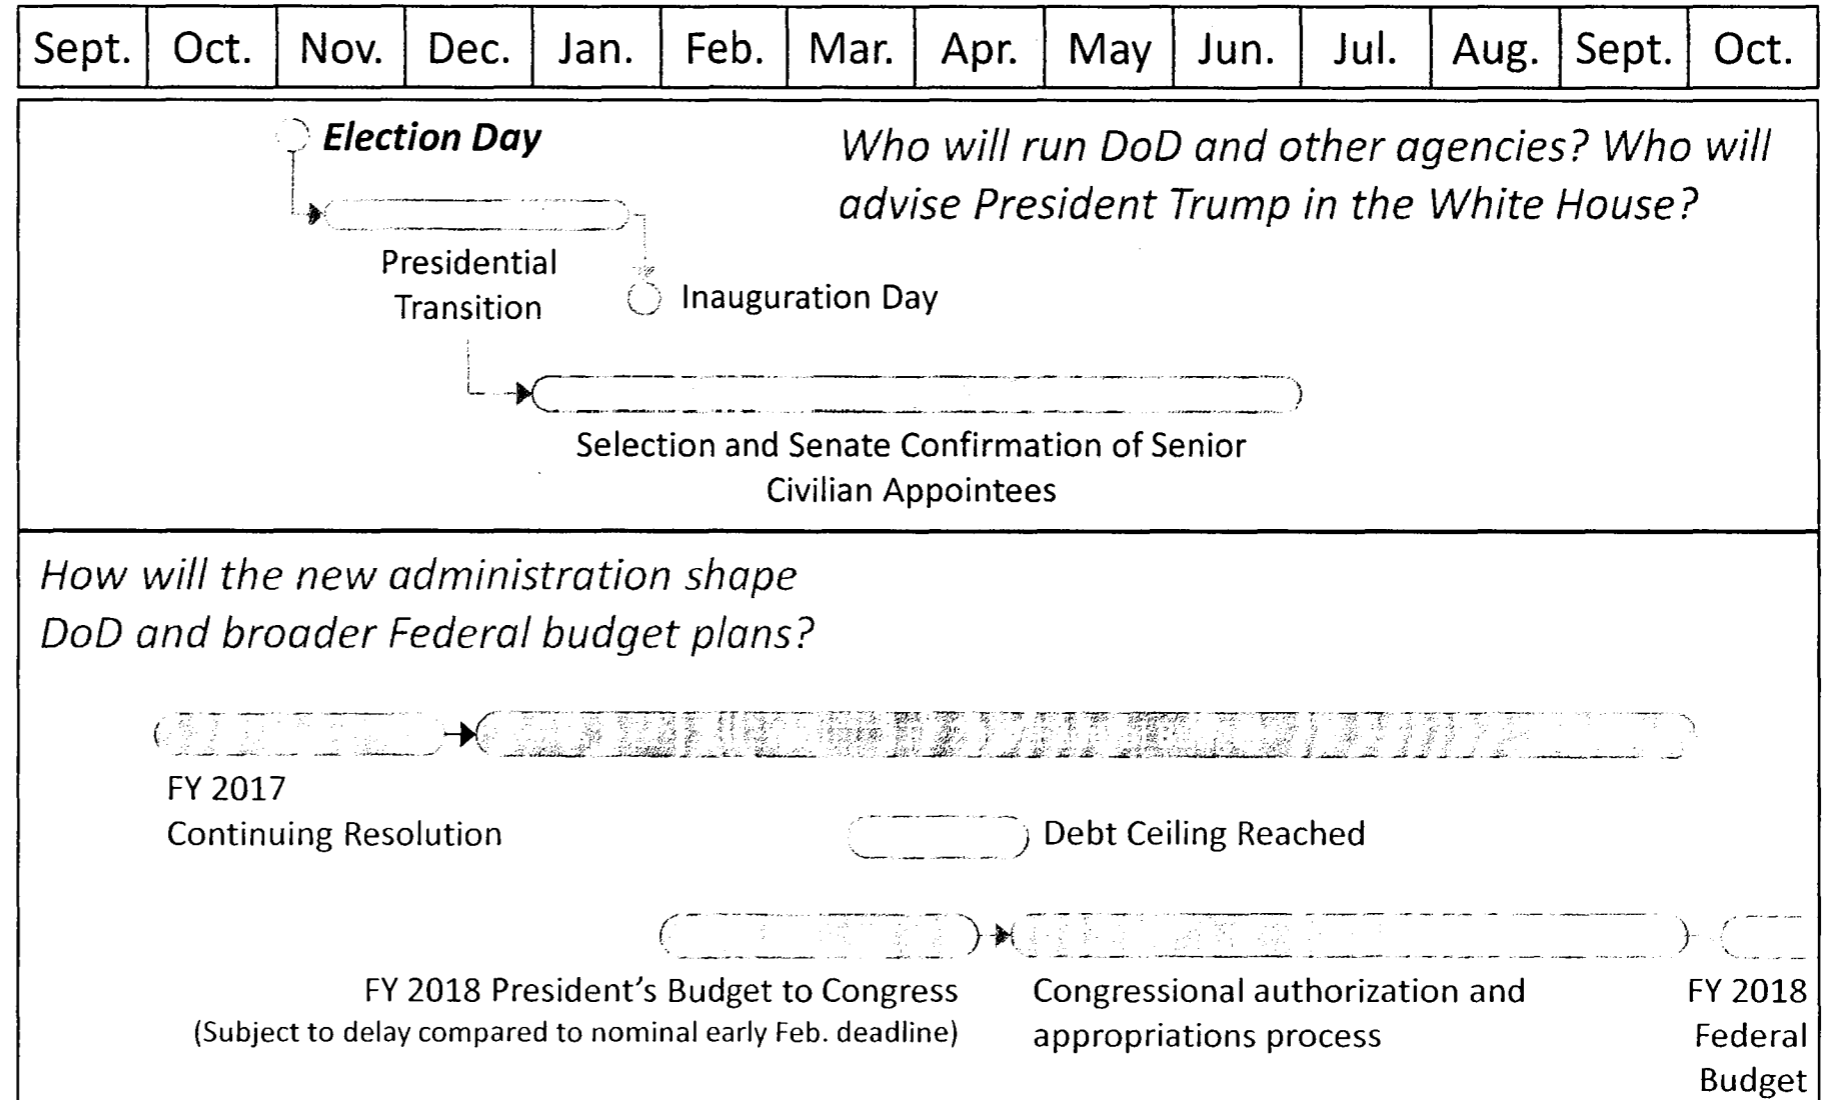 Sept. Oct. Nov. Dec. Jan. Feb. Mar. Apr. May Jun. Jul. Aug. Sept. Oct.
Election Day
Who will run DoD and other agencies? Who will
advise President Trump in the White House?
Presidential
Transition
Inauguration Day
Selection and Senate Confirmation of Senior
Civilian Appointees
How will the new administration shape
DoD and broader Federal budget plans?
FY 2017
Continuing Resolution
Debt Ceiling Reached
FY 2018 President's Budget to Congress
(Subject to delay compared to nominal early Feb. deadline)
Congressional authorization and
appropriations process
FY 2018
Federal
Budget